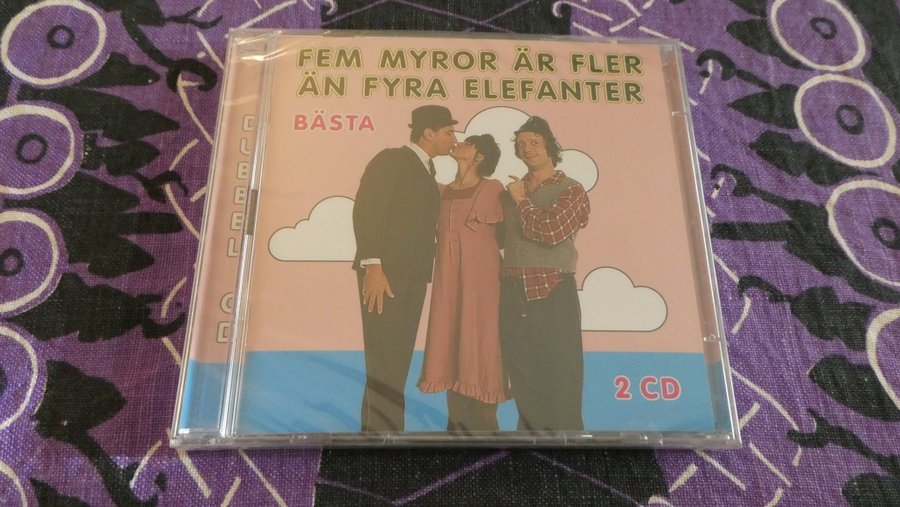 FEM MYROR ÄR FLER
ÄN FYRA ELEFANTER
BÄSTA
2 CD
DUBBEL CD